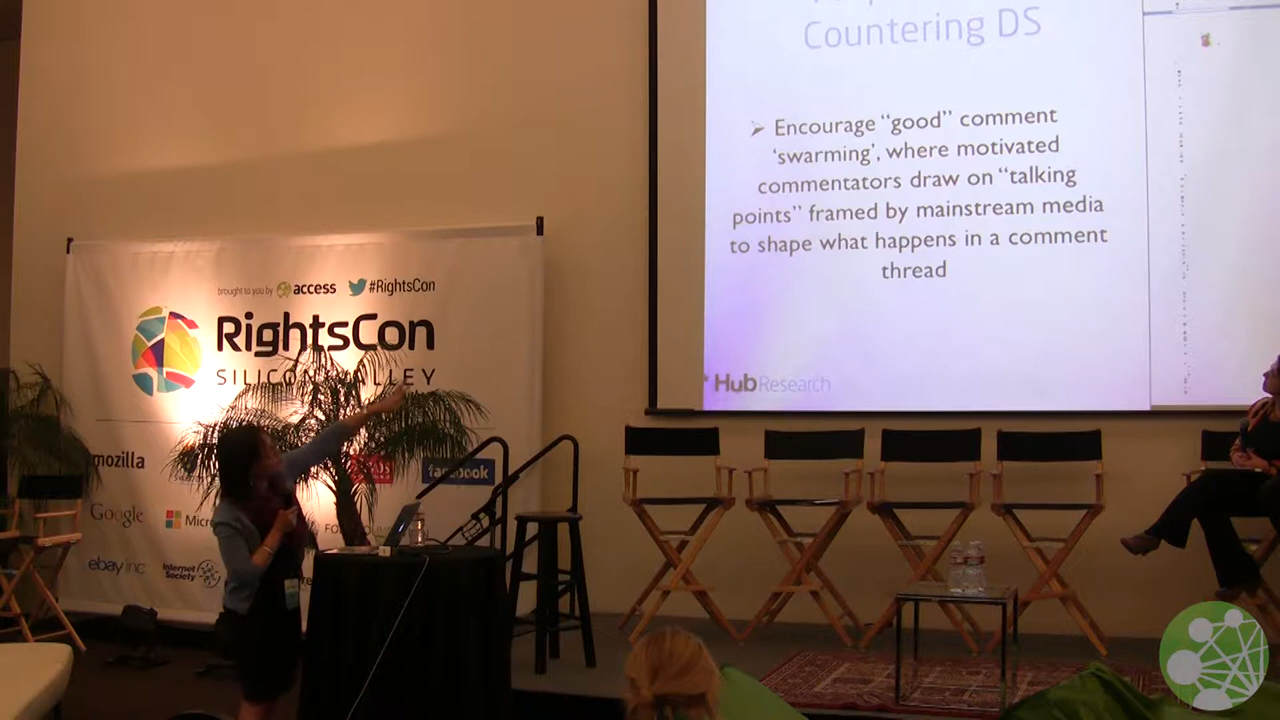 Countering DS
➢ Encourage “good” comment
‘swarming’, where motivated
commentators draw on “talking
points” framed by mainstream media
to shape what happens in a comment
thread
HubResearch
brought to you by access #RightsCon
RightsCon
SILICON VALLEY
mozilla
facebook
Google
ebay inc
Internet
Society